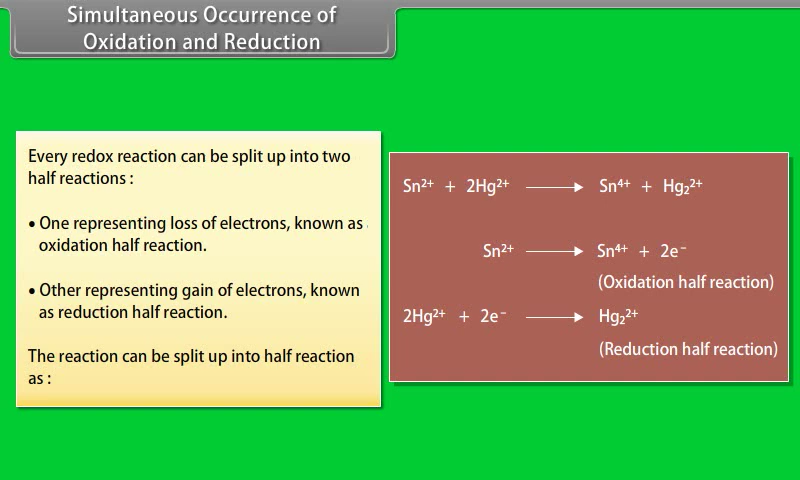 Simultaneous Occurrence of
Oxidation and Reduction
Every redox reaction can be split up into two
half reactions :
• One representing loss of electrons, known as
oxidation half reaction.
• Other representing gain of electrons, known
as reduction half reaction.
The reaction can be split up into half reaction
as :
Sn²⁺ + 2Hg²⁺ ⟶ Sn⁴⁺ + Hg₂²⁺
Sn²⁺ ⟶ Sn⁴⁺ + 2e⁻
(Oxidation half reaction)
2Hg²⁺ + 2e⁻ ⟶ Hg₂²⁺
(Reduction half reaction)